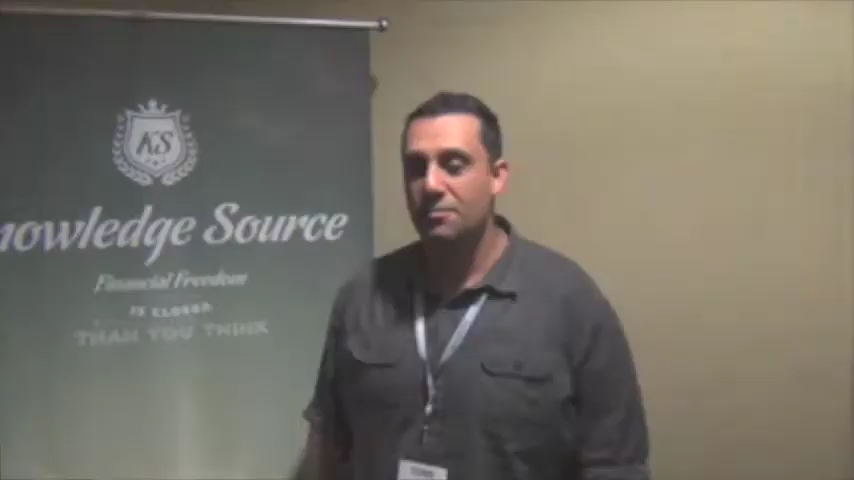 KS
nowledge Source
Financial Freedom
IS CLOSER
THAN YOU THINK